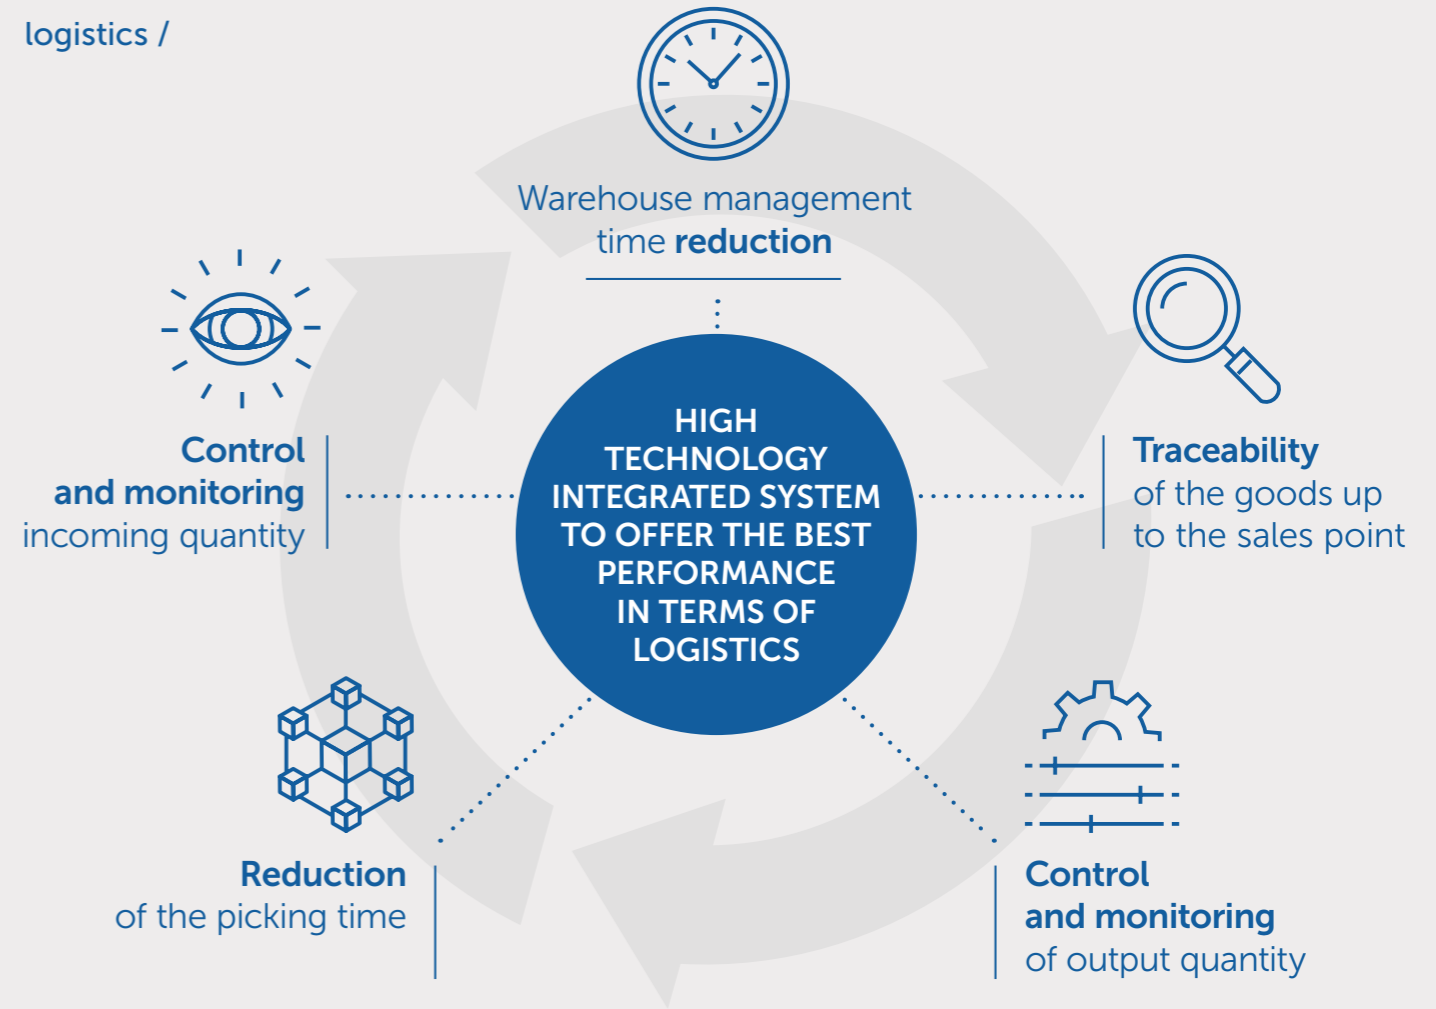 logistics /
Warehouse management
time reduction
Control
and monitoring
incoming quantity
HIGH
TECHNOLOGY
INTEGRATED SYSTEM
TO OFFER THE BEST
PERFORMANCE
IN TERMS OF
LOGISTICS
Traceability
of the goods up
to the sales point
Reduction
of the picking time
Control
and monitoring
of output quantity